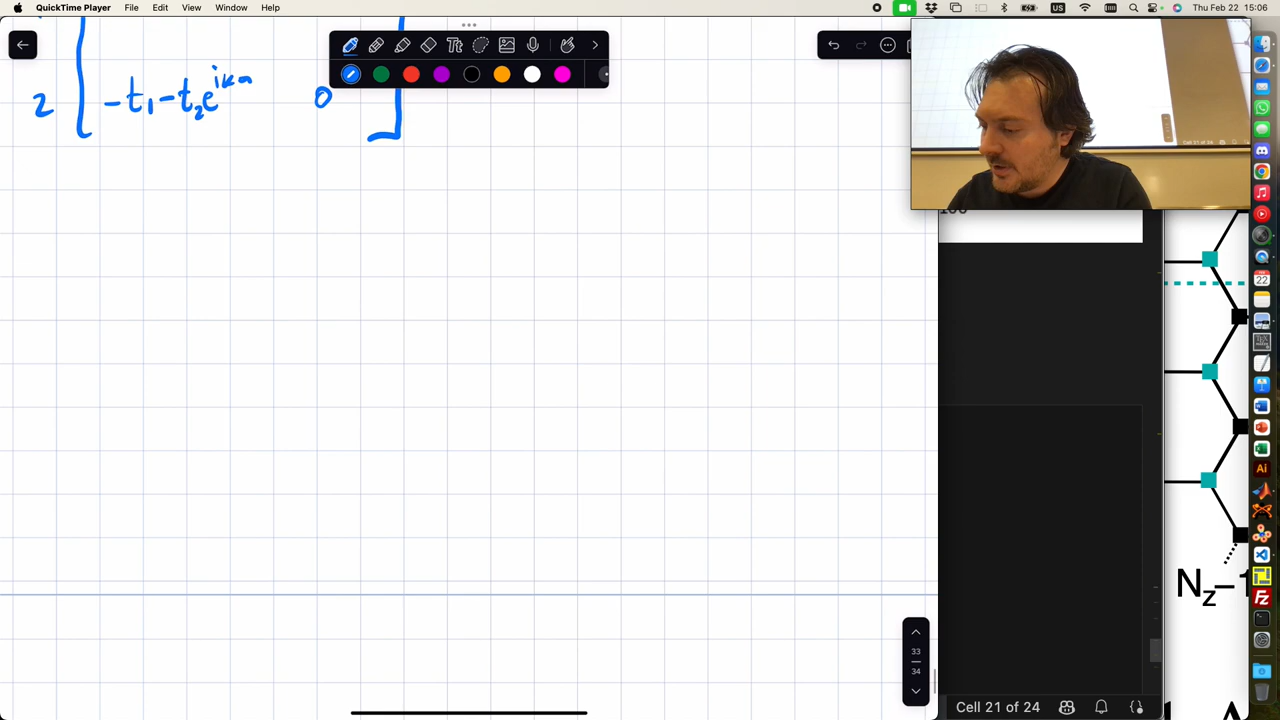 QuickTime Player File Edit View Window Help
Thu Feb 22 15:06
2 -t₁-t₂e^{ika} 0
33
34
Cell 21 of 24
N_z-1